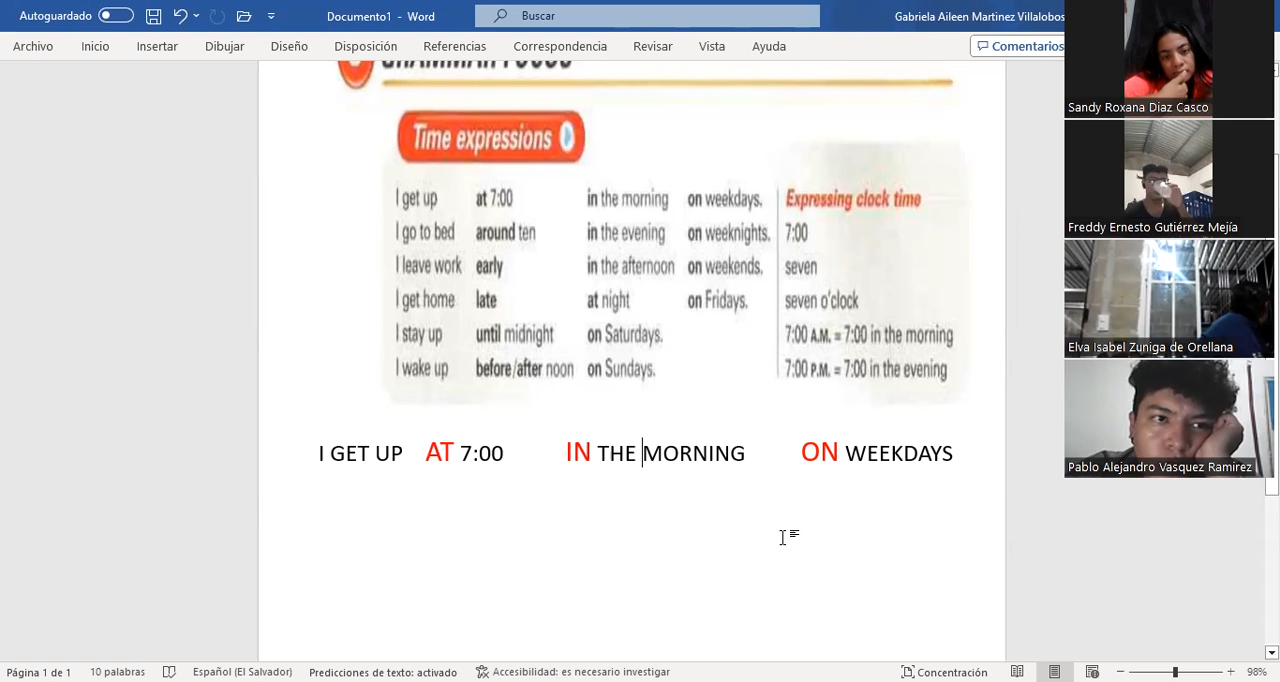 Autoguardado
Documento1 - Word
Buscar
Gabriela Aileen Martinez Villalobos
Archivo Inicio Insertar Dibujar Diseño Disposición Referencias Correspondencia Revisar Vista Ayuda
Comentarios
GRAMMAR FOCUS
Time expressions
I get up at 7:00 in the morning on weekdays.
I go to bed around ten in the evening on weeknights.
I leave work early in the afternoon on weekends.
I get home late at night on Fridays.
I stay up until midnight on Saturdays.
I wake up before/after noon on Sundays.
Expressing clock time
7:00
seven
seven o'clock
7:00 A.M. = 7:00 in the morning
7:00 P.M. = 7:00 in the evening
I GET UP AT 7:00 IN THE MORNING ON WEEKDAYS
Sandy Roxana Diaz Casco
Freddy Ernesto Gutiérrez Mejía
Elva Isabel Zuniga de Orellana
Pablo Alejandro Vasquez Ramirez
Página 1 de 1 10 palabras Español (El Salvador) Predicciones de texto: activado Accesibilidad: es necesario investigar Concentración 98%